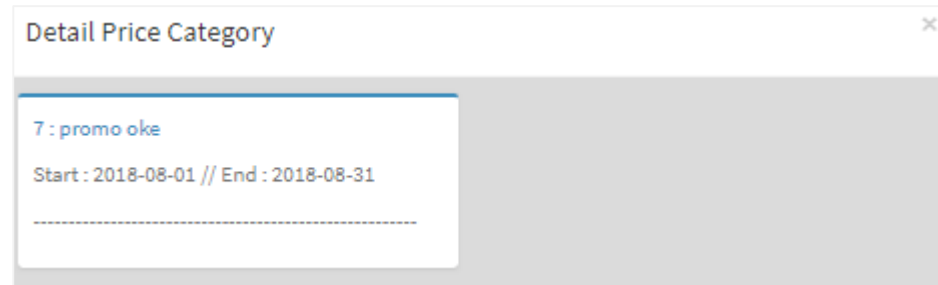 Detail Price Category
×
7 : promo oke
Start : 2018-08-01 // End : 2018-08-31
-------------------------------------------------------